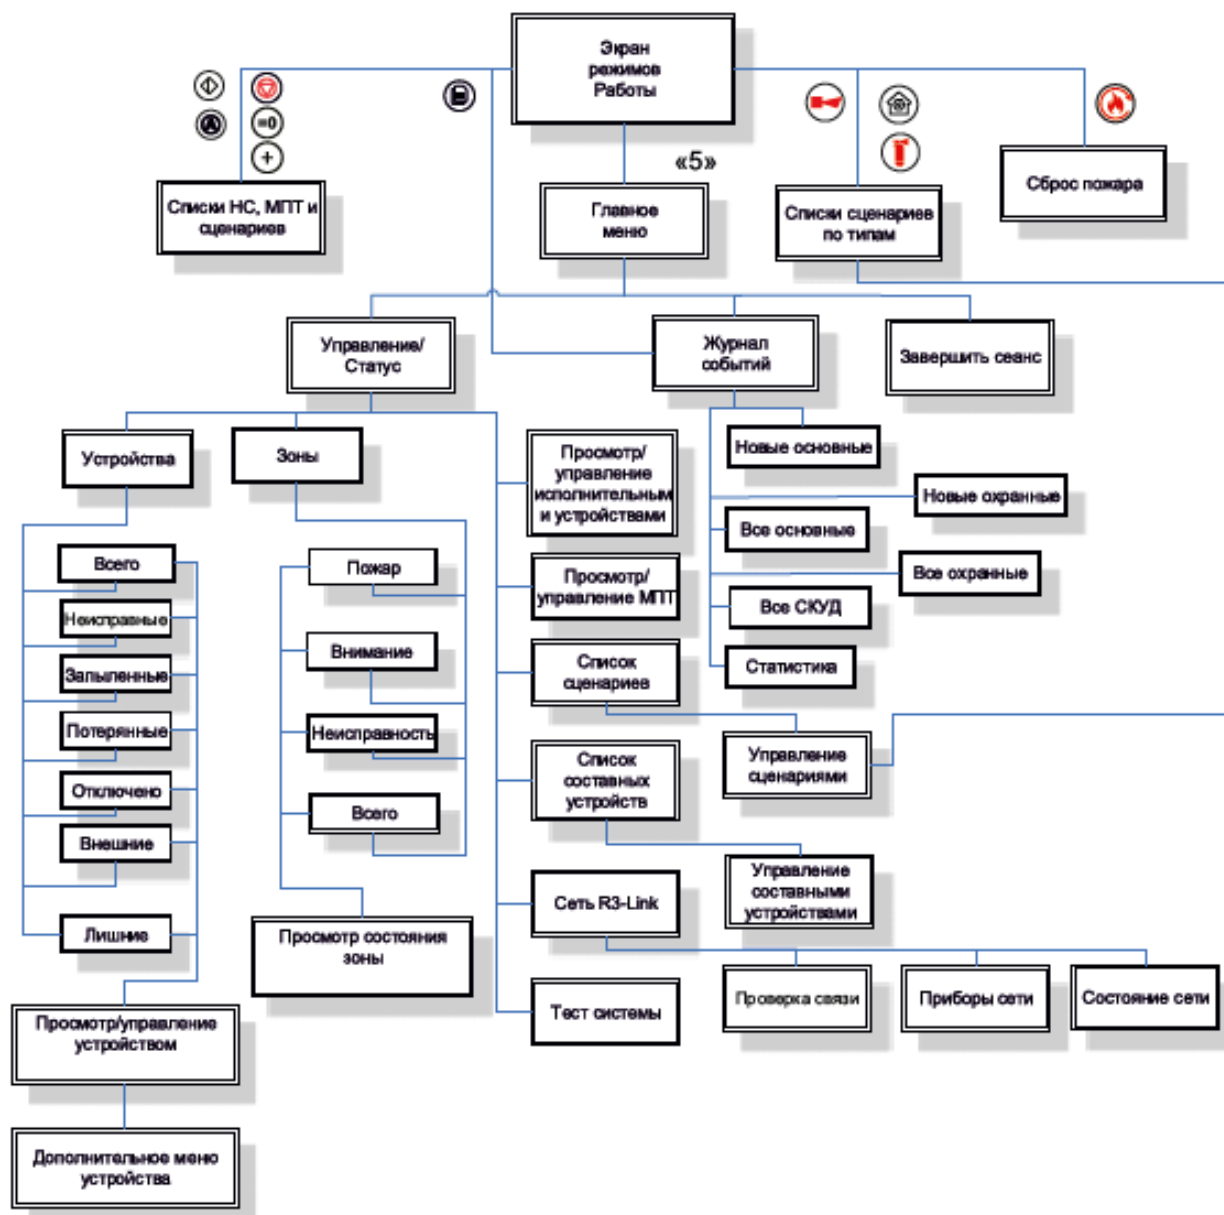 Экран
режимов
Работы
=0
+
«5»
Списки НС, МПТ и
сценариев
Главное
меню
Списки сценариев
по типам
Сброс пожара
Управление/
Статус
Журнал
событий
Завершить сеанс
Устройства
Зоны
Просмотр/
управление
исполнительным
и устройствами
Новые основные
Новые охранные
Все основные
Все охранные
Все СКУД
Статистика
Всего
Неисправные
Запыленные
Потерянные
Отключено
Внешние
Лишние
Пожар
Внимание
Неисправность
Всего
Просмотр/
управление МПТ
Список
сценариев
Управление
сценариями
Список
составных
устройств
Управление
составными
устройствами
Сеть R3-Link
Просмотр состояния
зоны
Проверка связи
Приборы сети
Состояние сети
Тест системы
Просмотр/управление
устройством
Дополнительное меню
устройства